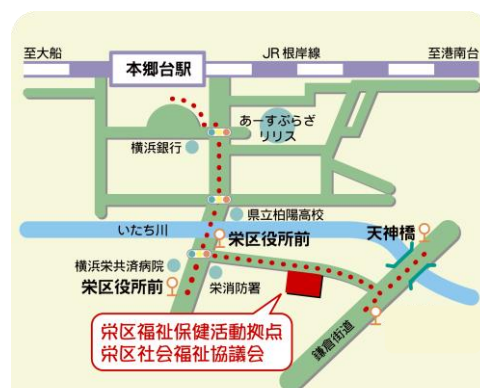 至大船
本郷台駅
JR根岸線
至港南台
あーすぷらざ
リリス
横浜銀行
県立柏陽高校
いたち川
栄区役所前
天神橋
横浜栄共済病院
栄区役所前
栄消防署
鎌倉街道
栄区福祉保健活動拠点
栄区社会福祉協議会